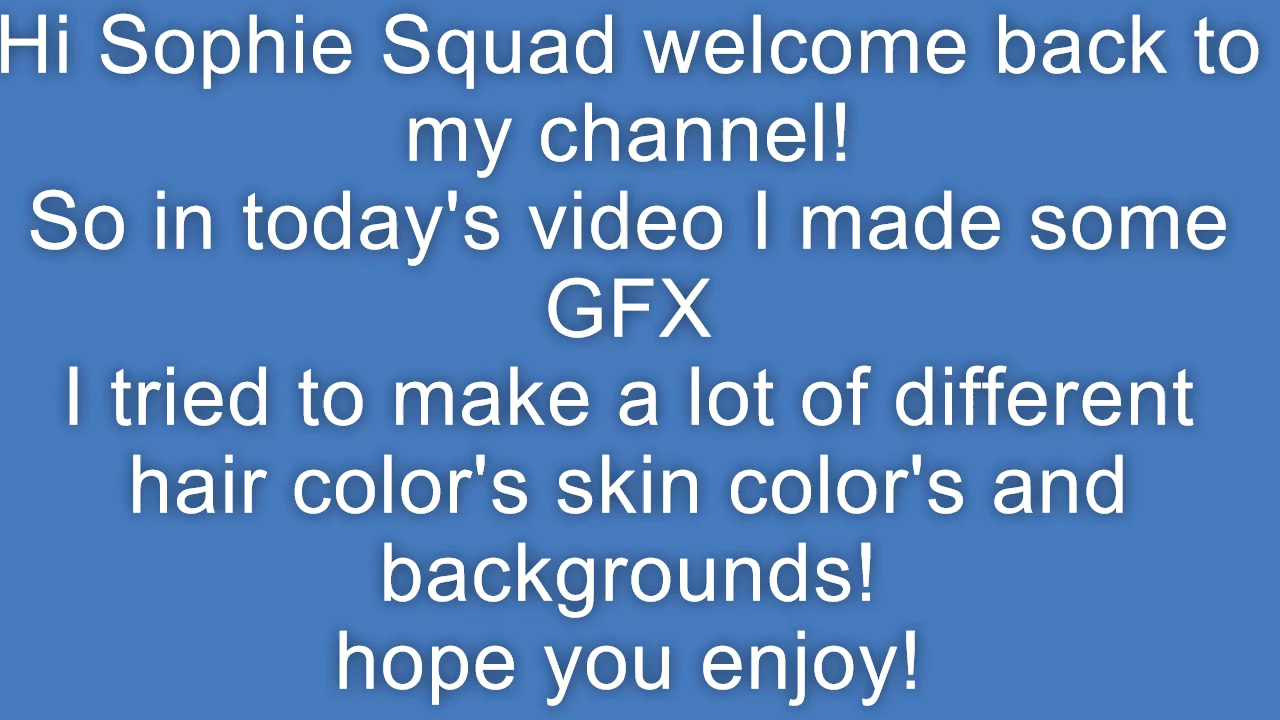 Hi Sophie Squad welcome back to
my channel!
So in today's video I made some
GFX
I tried to make a lot of different
hair color's skin color's and
backgrounds!
hope you enjoy!